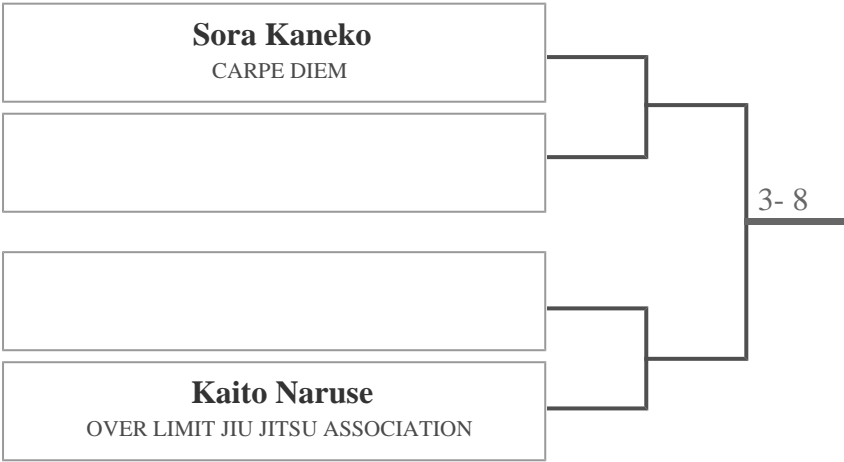 Sora Kaneko
CARPE DIEM
3- 8
Kaito Naruse
OVER LIMIT JIU JITSU ASSOCIATION